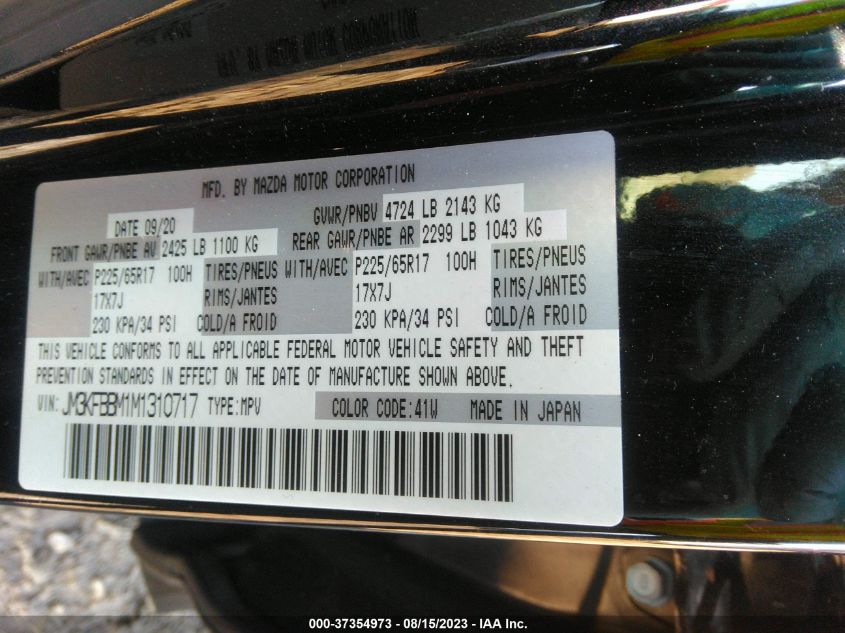 MFD. BY MAZDA MOTOR CORPORATION
DATE 09/20 GVWR/PNBV 4724 LB 2143 KG
FRONT GAWR/PNBE AV 2425 LB 1100 KG REAR GAWR/PNBE AR 2299 LB 1043 KG
WITH/AVEC P225/65R17 100H TIRES/PNEUS WITH/AVEC P225/65R17 100H TIRES/PNEUS
17X7J RIMS/JANTES 17X7J RIMS/JANTES
230 KPA/34 PSI COLD/A FROID 230 KPA/34 PSI COLD/A FROID
THIS VEHICLE CONFORMS TO ALL APPLICABLE FEDERAL MOTOR VEHICLE SAFETY AND THEFT
PREVENTION STANDARDS IN EFFECT ON THE DATE OF MANUFACTURE SHOWN ABOVE.
VIN: JM3KFBBM1M1310717 TYPE:MPV COLOR CODE:41W MADE IN JAPAN
000-37354973 - 08/15/2023 - IAA Inc.